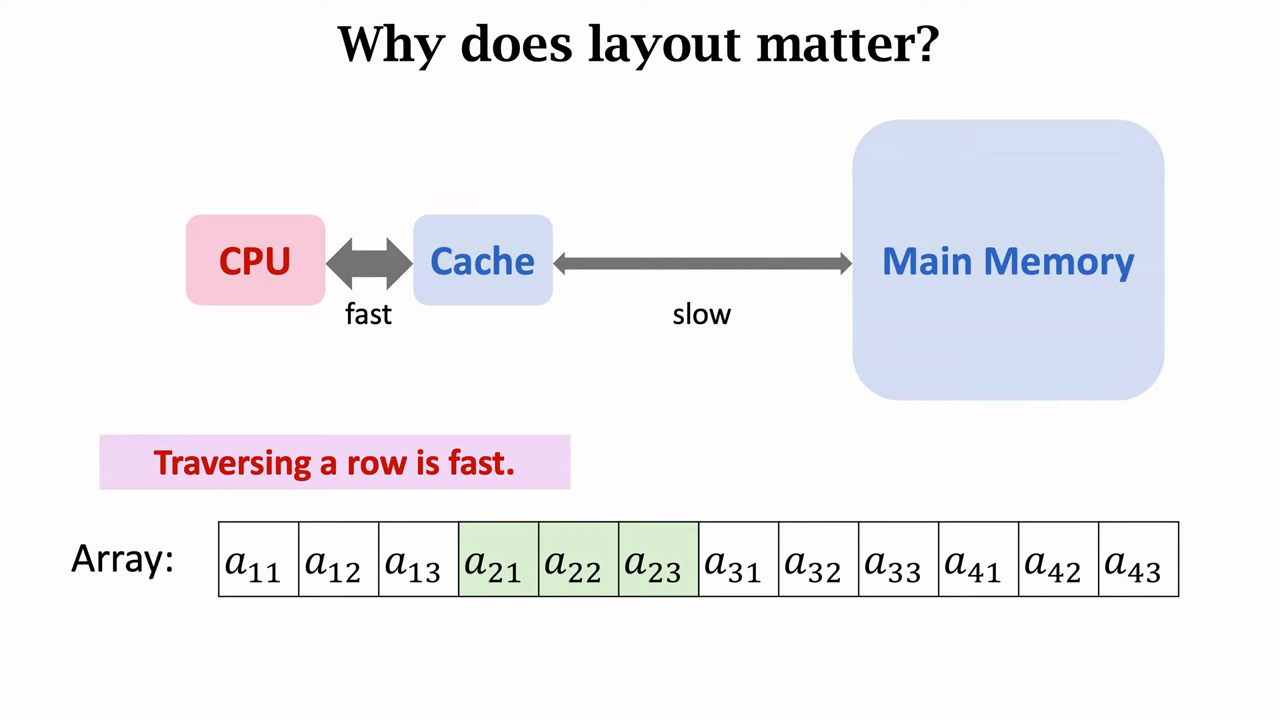 Why does layout matter?
CPU
Cache
Main Memory
fast
slow
Traversing a row is fast.
Array: a₁₁ a₁₂ a₁₃ a₂₁ a₂₂ a₂₃ a₃₁ a₃₂ a₃₃ a₄₁ a₄₂ a₄₃